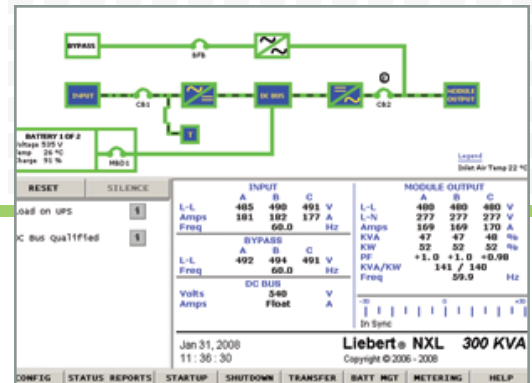 BYPASS
BFB
INPUT
CB1
DC BUS
CB2
MODULE
OUTPUT
T
BATTERY 1 OF 2
Voltage 535 V
Temp 26 °C
Charge 91 %
MBD1
Legend
Inlet Air Temp 22 °C
RESET SILENCE
Load on UPS
DC Bus Qualified
INPUT
A B C
L-L 485 490 491 V
Amps 181 182 177 A
Freq 60.0 Hz
BYPASS
A B C
L-L 492 494 491 V
Freq 60.0 Hz
DC BUS
Volts 540 V
Amps Float A
MODULE OUTPUT
A B C
L-L 480 480 480 V
L-N 277 277 277 V
Amps 169 169 170 A
KVA 47 47 48 %
KW 52 52 52 %
PF +1.0 +1.0 +0.98
KVA/KW 141 / 140
Freq 59.9 Hz
-30 0 +30
In Sync
Jan 31, 2008
11 : 36 : 30
Liebert® NXL 300 KVA
Copyright © 2006 - 2008
CONFIG STATUS REPORTS STARTUP SHUTDOWN TRANSFER BATT MGT METERING HELP